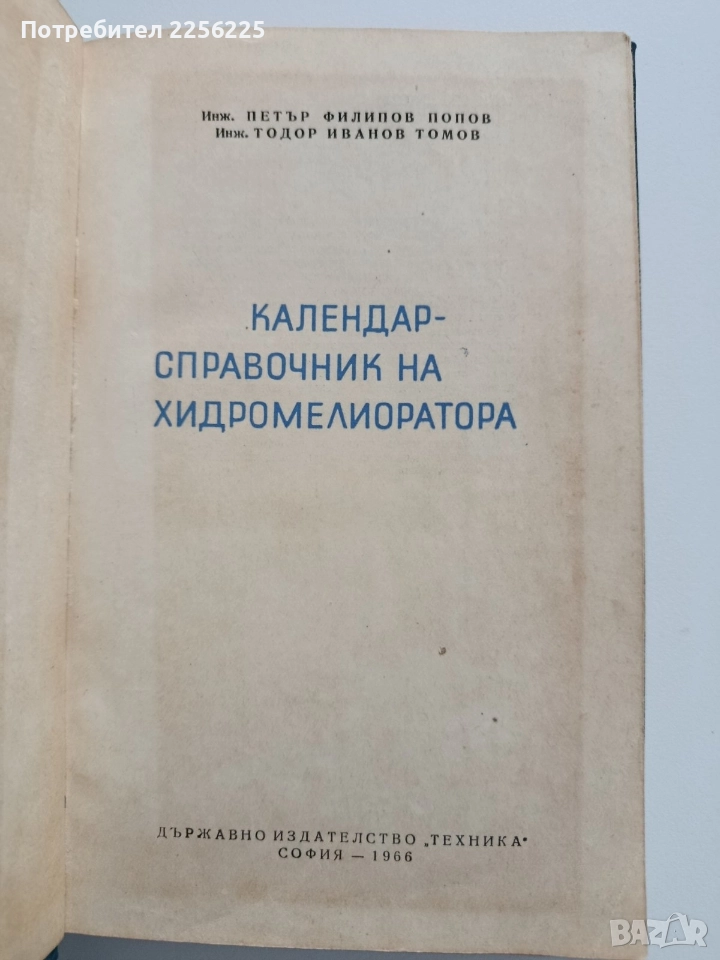 Потребител 2256225
Инж. ПЕТЪР ФИЛИПОВ ПОПОВ
Инж. ТОДОР ИВАНОВ ТОМОВ
КАЛЕНДАР-
СПРАВОЧНИК НА
ХИДРОМЕЛИОРАТОРА
ДЪРЖАВНО ИЗДАТЕЛСТВО „ТЕХНИКА“
СОФИЯ — 1966
BAZAR